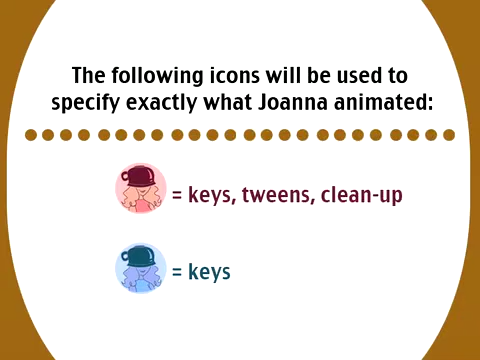 The following icons will be used to
specify exactly what Joanna animated:
= keys, tweens, clean-up
= keys